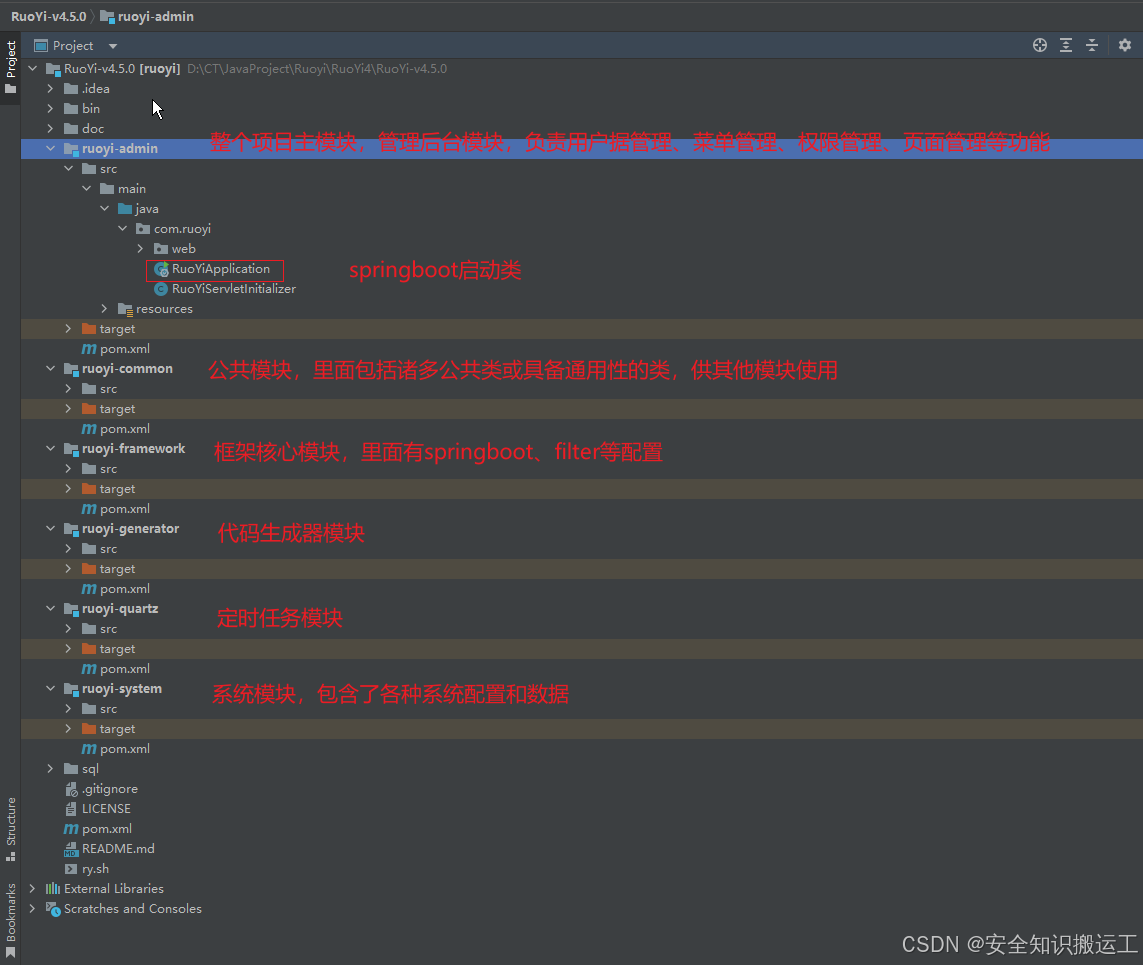 RuoYi-v4.5.0 ruoyi-admin
Project
Project
RuoYi-v4.5.0 [ruoyi] D:\CT\JavaProject\Ruoyi\RuoYi4\RuoYi-v4.5.0
.idea
bin
doc
ruoyi-admin 整个项目主模块，管理后台模块，负责用户据管理、菜单管理、权限管理、页面管理等功能
src
main
java
com.ruoyi
web
RuoYiApplication springboot启动类
RuoYiServletInitializer
resources
target
pom.xml
ruoyi-common 公共模块，里面包括诸多公共类或具备通用性的类，供其他模块使用
src
target
pom.xml
ruoyi-framework 框架核心模块，里面有springboot、filter等配置
src
target
pom.xml
ruoyi-generator 代码生成器模块
src
target
pom.xml
ruoyi-quartz 定时任务模块
src
target
pom.xml
ruoyi-system 系统模块，包含了各种系统配置和数据
src
target
pom.xml
sql
.gitignore
LICENSE
pom.xml
README.md
ry.sh
External Libraries
Scratches and Consoles
Structure
Bookmarks
CSDN @安全知识搬运工